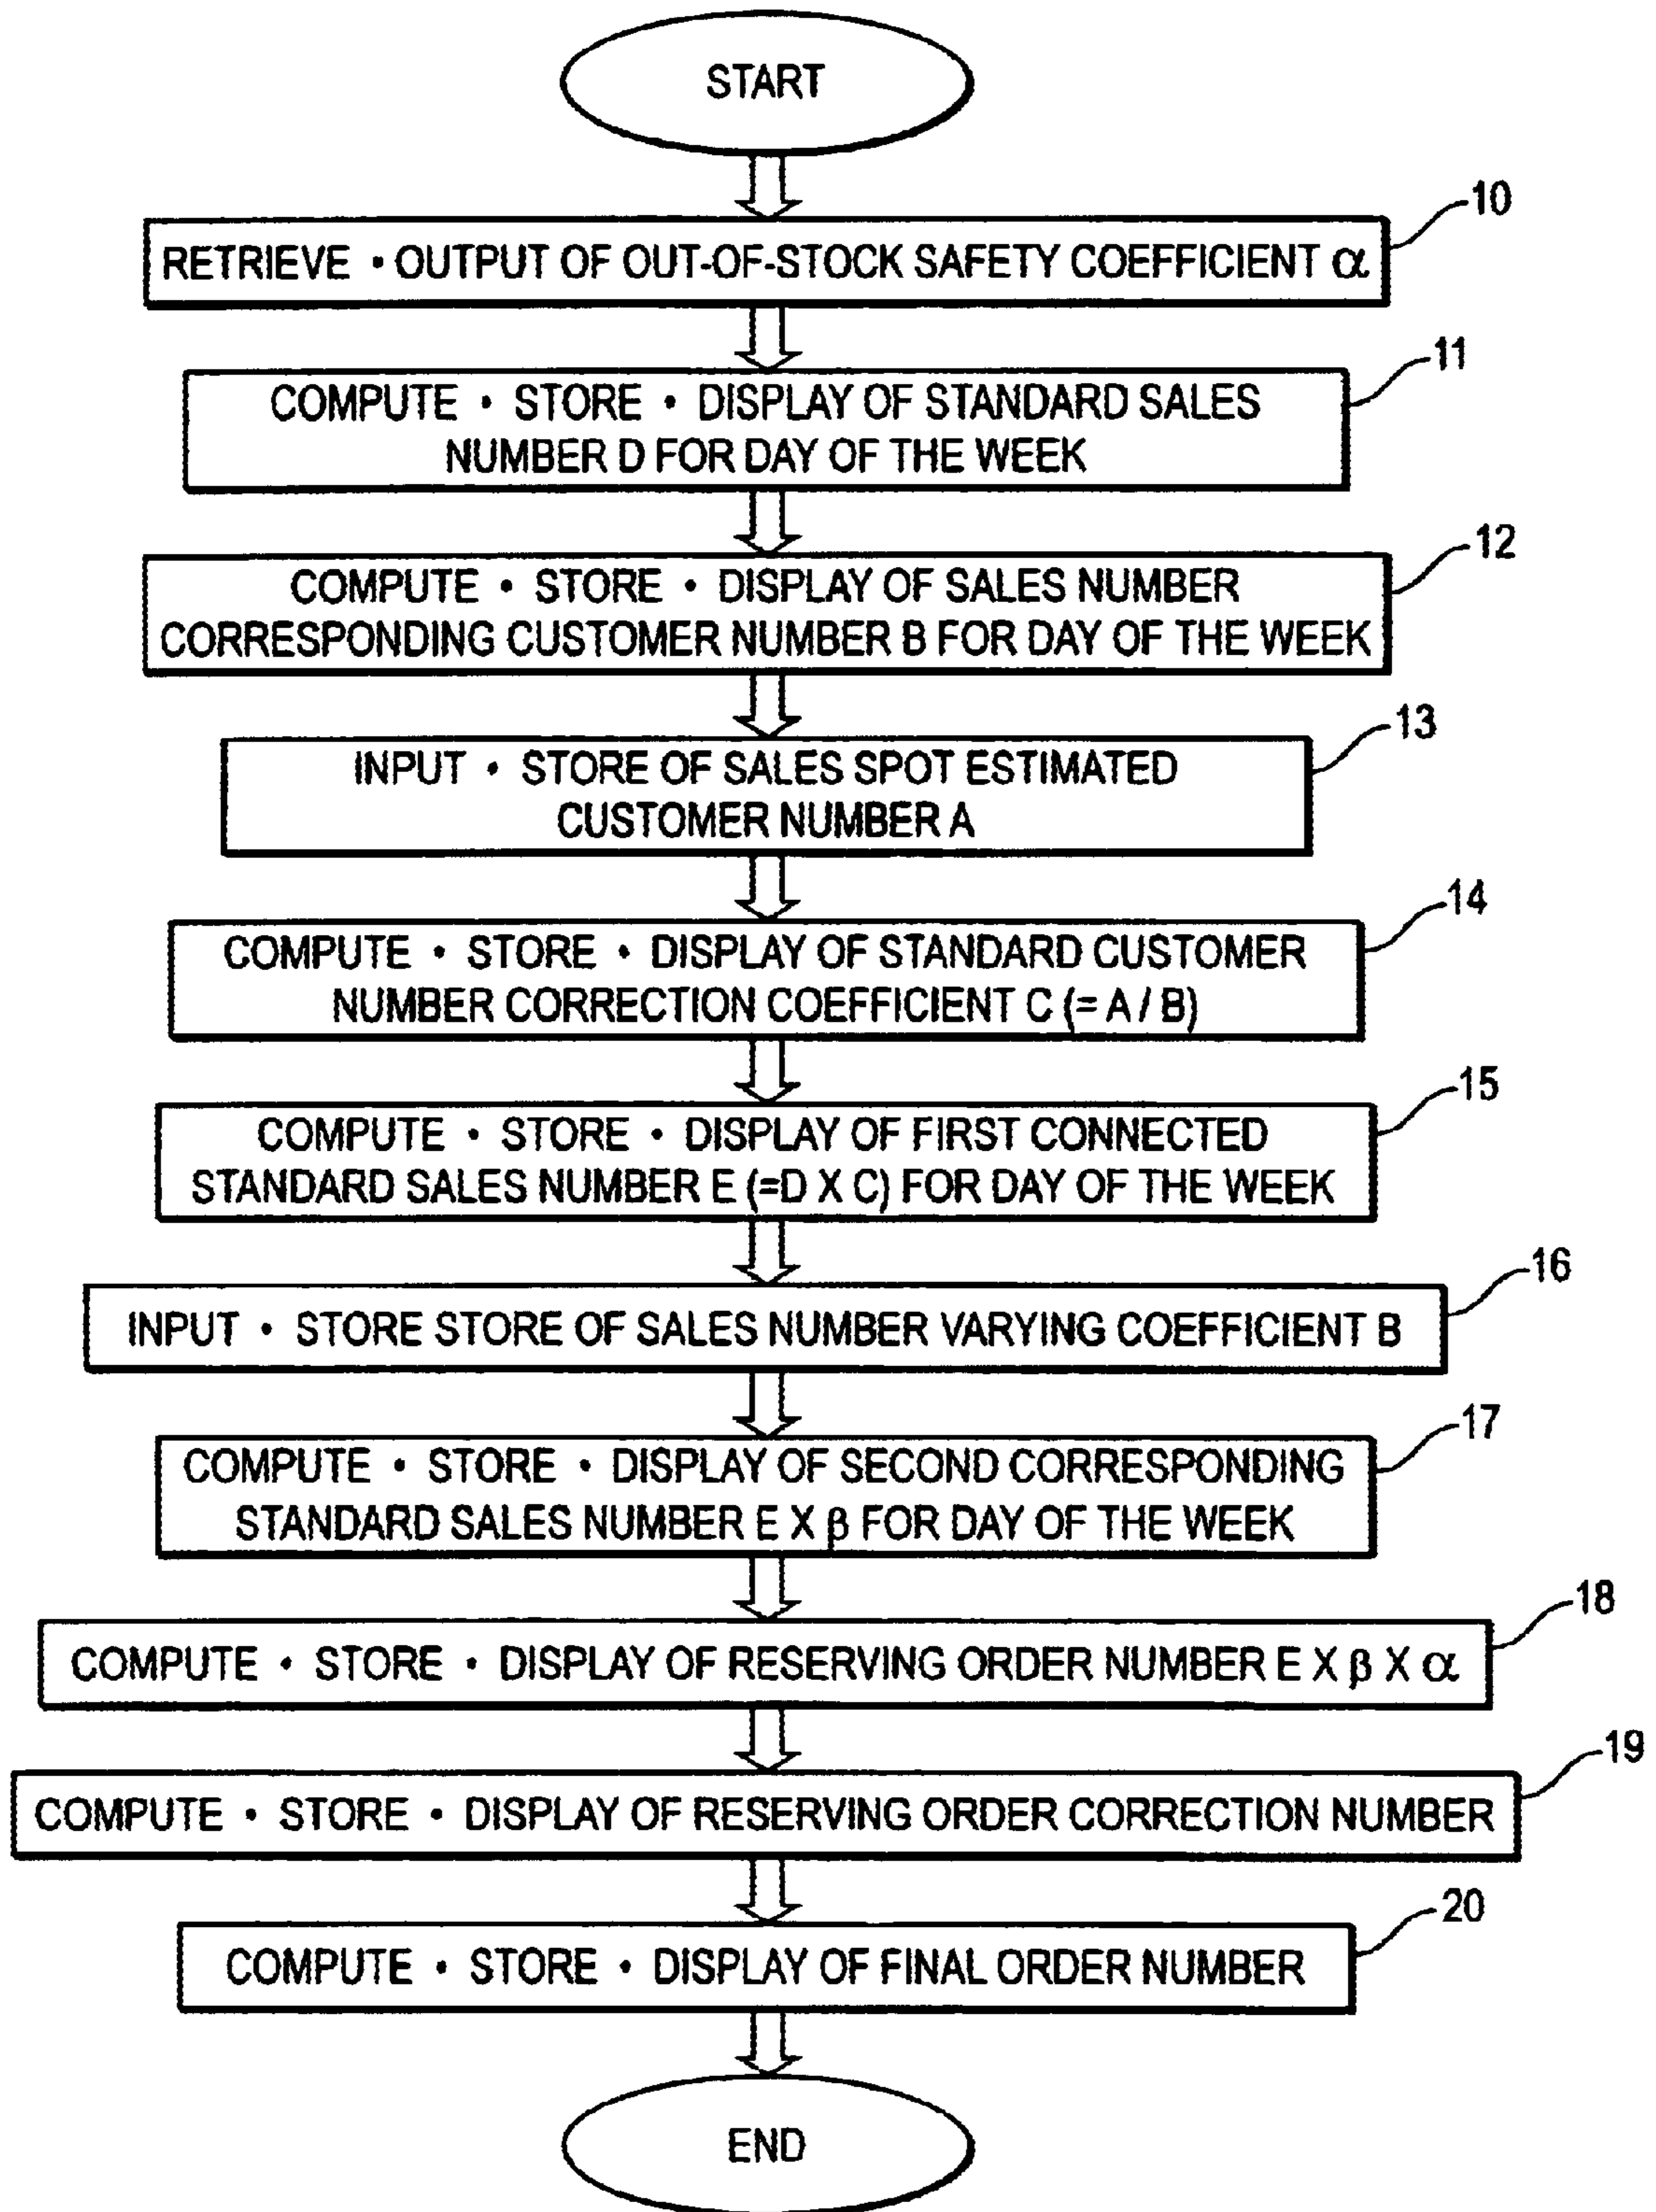 START
10
RETRIEVE • OUTPUT OF OUT-OF-STOCK SAFETY COEFFICIENT α
11
COMPUTE • STORE • DISPLAY OF STANDARD SALES
NUMBER D FOR DAY OF THE WEEK
12
COMPUTE • STORE • DISPLAY OF SALES NUMBER
CORRESPONDING CUSTOMER NUMBER B FOR DAY OF THE WEEK
13
INPUT • STORE OF SALES SPOT ESTIMATED
CUSTOMER NUMBER A
14
COMPUTE • STORE • DISPLAY OF STANDARD CUSTOMER
NUMBER CORRECTION COEFFICIENT C (= A / B)
15
COMPUTE • STORE • DISPLAY OF FIRST CONNECTED
STANDARD SALES NUMBER E (=D X C) FOR DAY OF THE WEEK
16
INPUT • STORE STORE OF SALES NUMBER VARYING COEFFICIENT B
17
COMPUTE • STORE • DISPLAY OF SECOND CORRESPONDING
STANDARD SALES NUMBER E X β FOR DAY OF THE WEEK
18
COMPUTE • STORE • DISPLAY OF RESERVING ORDER NUMBER E X β X α
19
COMPUTE • STORE • DISPLAY OF RESERVING ORDER CORRECTION NUMBER
20
COMPUTE • STORE • DISPLAY OF FINAL ORDER NUMBER
END